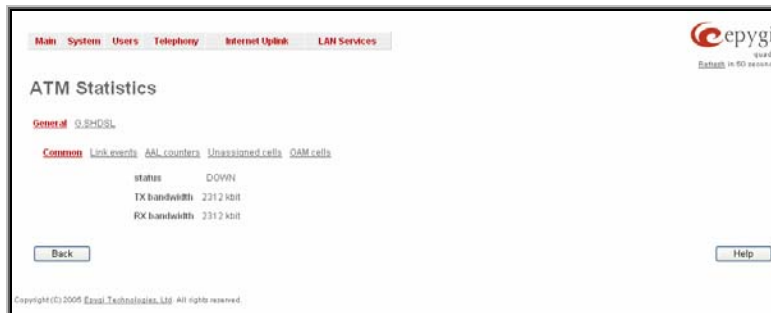 Main System Users Telephony Internet Uplink LAN Services
epygi
Refresh in 50
ATM Statistics
General G.SHDSL
Common Link events AAL counters Unassigned cells OAM cells
status DOWN
TX bandwidth 2312 kbit
RX bandwidth 2312 kbit
Back Help
Copyright (C) 2005 Epygi Technologies, Ltd. All rights reserved.